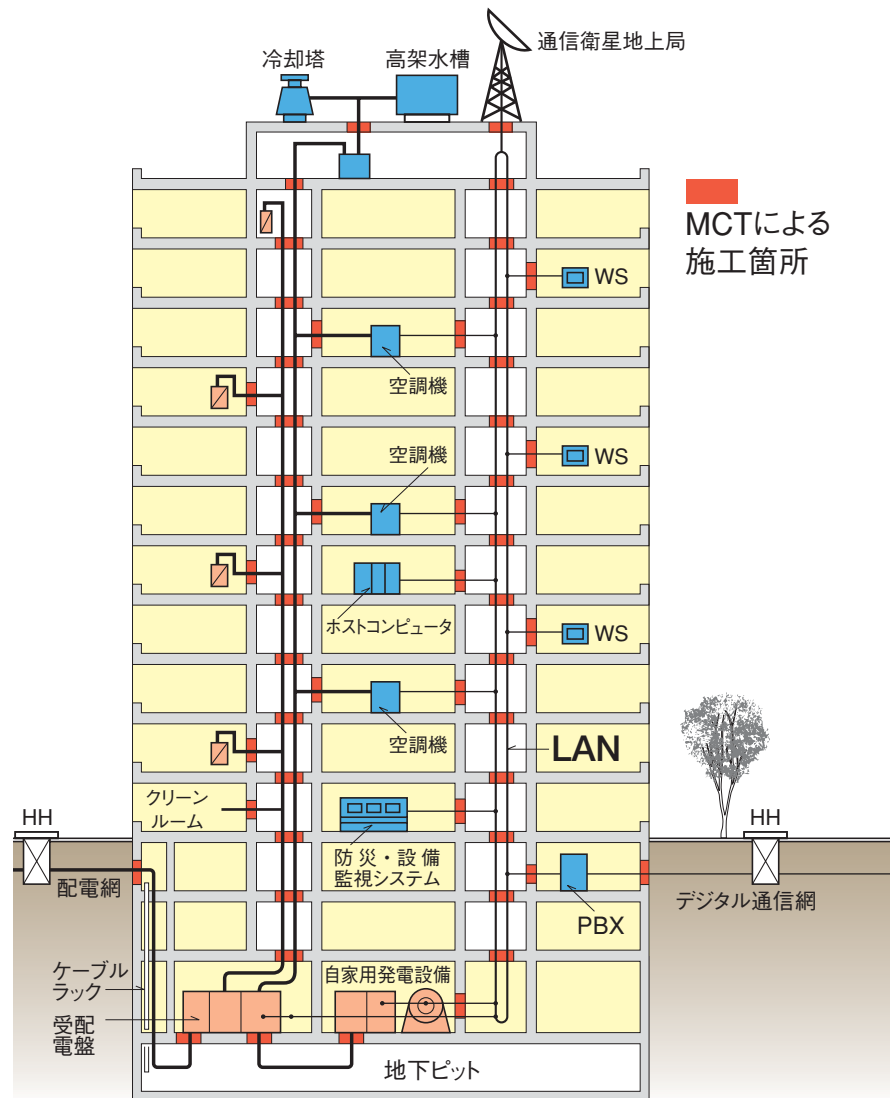 通信衛星地上局
冷却塔
高架水槽
MCTによる
施工箇所
WS
空調機
空調機
WS
ホストコンピュータ
WS
空調機
LAN
クリーン
ルーム
HH
HH
防災・設備
監視システム
配電網
PBX
デジタル通信網
ケーブル
ラック
自家用発電設備
受配
電盤
地下ピット